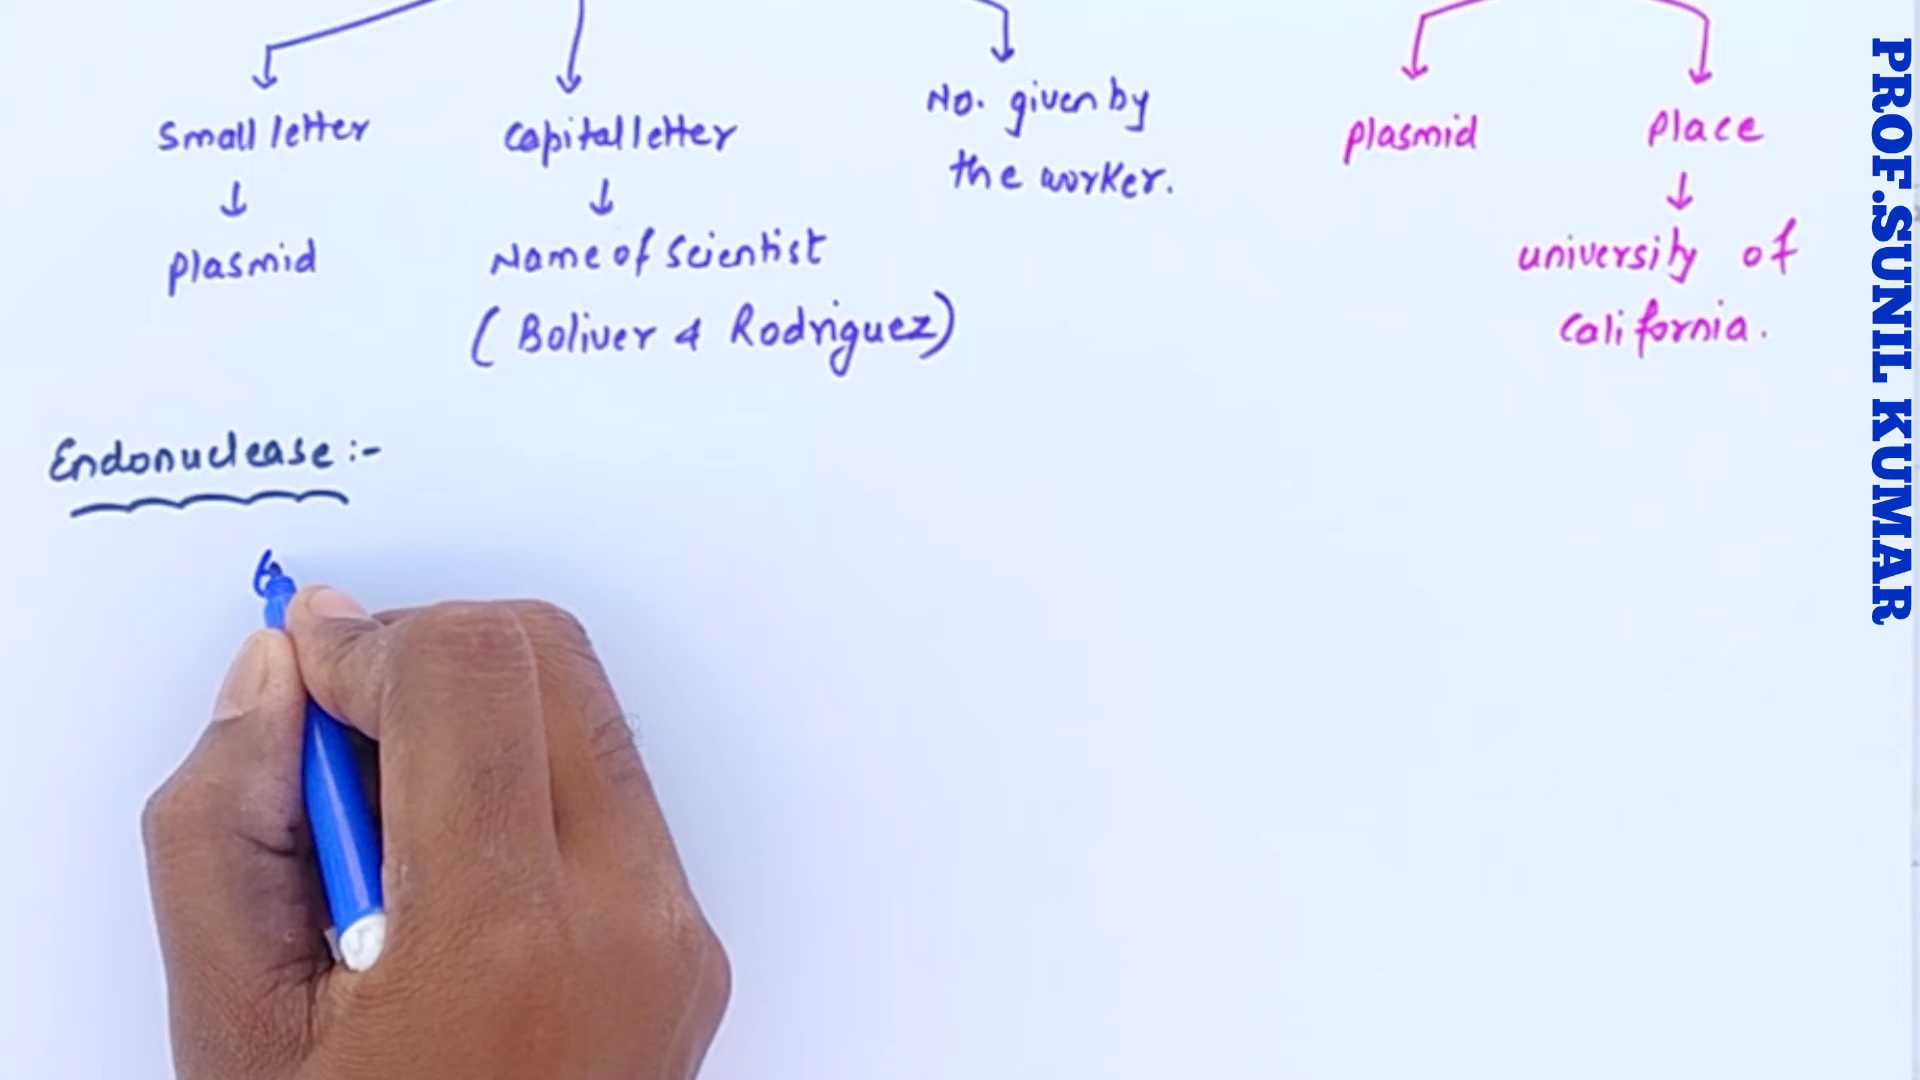 Small letter
↓
plasmid
Capital letter
↓
Name of scientist
( Boliver & Rodriguez)
No. given by
the worker.
plasmid
place
↓
university of
California.
Endonuclease :-
PROF.SUNIL KUMAR